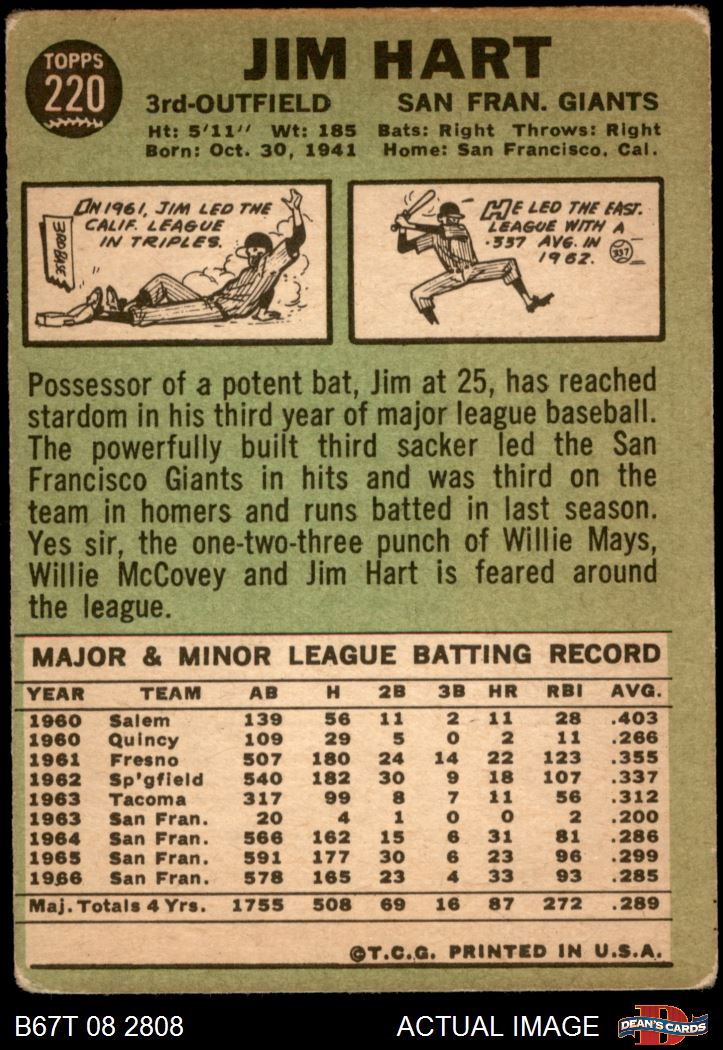 TOPPS
220
JIM HART
3rd-OUTFIELD SAN FRAN. GIANTS
Ht: 5'11" Wt: 185 Bats: Right Throws: Right
Born: Oct. 30, 1941 Home: San Francisco, Cal.
IN 1961, JIM LED THE
CALIF. LEAGUE
IN TRIPLES.
3RD BASE
HE LED THE EAST.
LEAGUE WITH A
.337 AVG. IN
1962.
337
Possessor of a potent bat, Jim at 25, has reached
stardom in his third year of major league baseball.
The powerfully built third sacker led the San
Francisco Giants in hits and was third on the
team in homers and runs batted in last season.
Yes sir, the one-two-three punch of Willie Mays,
Willie McCovey and Jim Hart is feared around
the league.
MAJOR & MINOR LEAGUE BATTING RECORD
YEAR TEAM AB H 2B 3B HR RBI AVG.
1960 Salem 139 56 11 2 11 28 .403
1960 Quincy 109 29 5 0 2 11 .266
1961 Fresno 507 180 24 14 22 123 .355
1962 Sp'gfield 540 182 30 9 18 107 .337
1963 Tacoma 317 99 8 7 11 56 .312
1963 San Fran. 20 4 1 0 0 2 .200
1964 San Fran. 566 162 15 6 31 81 .286
1965 San Fran. 591 177 30 6 23 96 .299
1966 San Fran. 578 165 23 4 33 93 .285
Maj. Totals 4 Yrs. 1755 508 69 16 87 272 .289
©T.C.G. PRINTED IN U.S.A.
B67T 08 2808 ACTUAL IMAGE DEAN'S CARDS